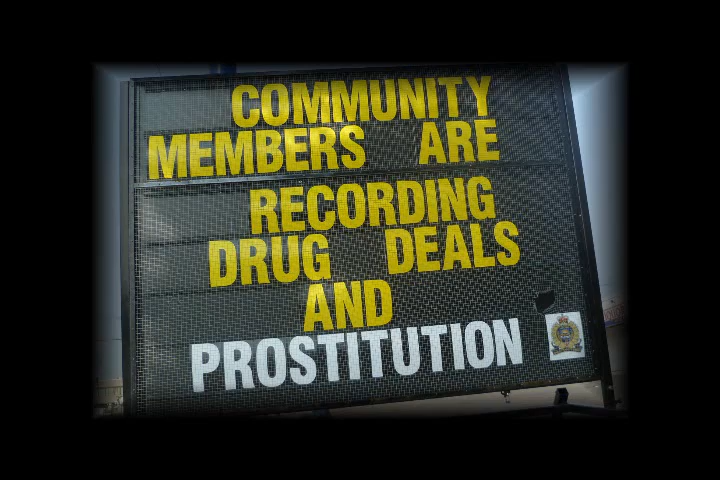 COMMUNITY
MEMBERS ARE
RECORDING
DRUG DEALS
AND
PROSTITUTION